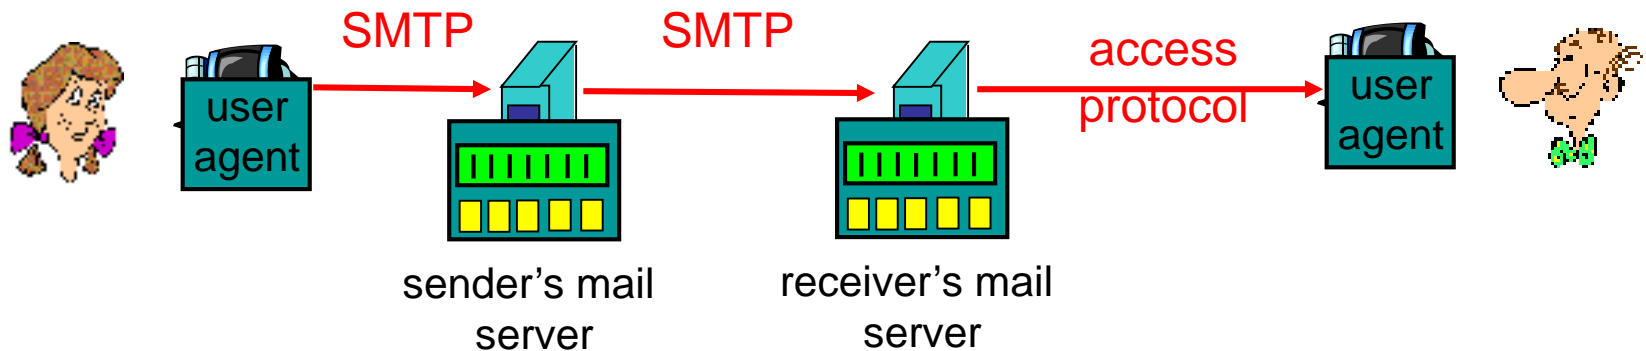 SMTP
SMTP
access
protocol
user
agent
user
agent
sender’s mail
server
receiver’s mail
server